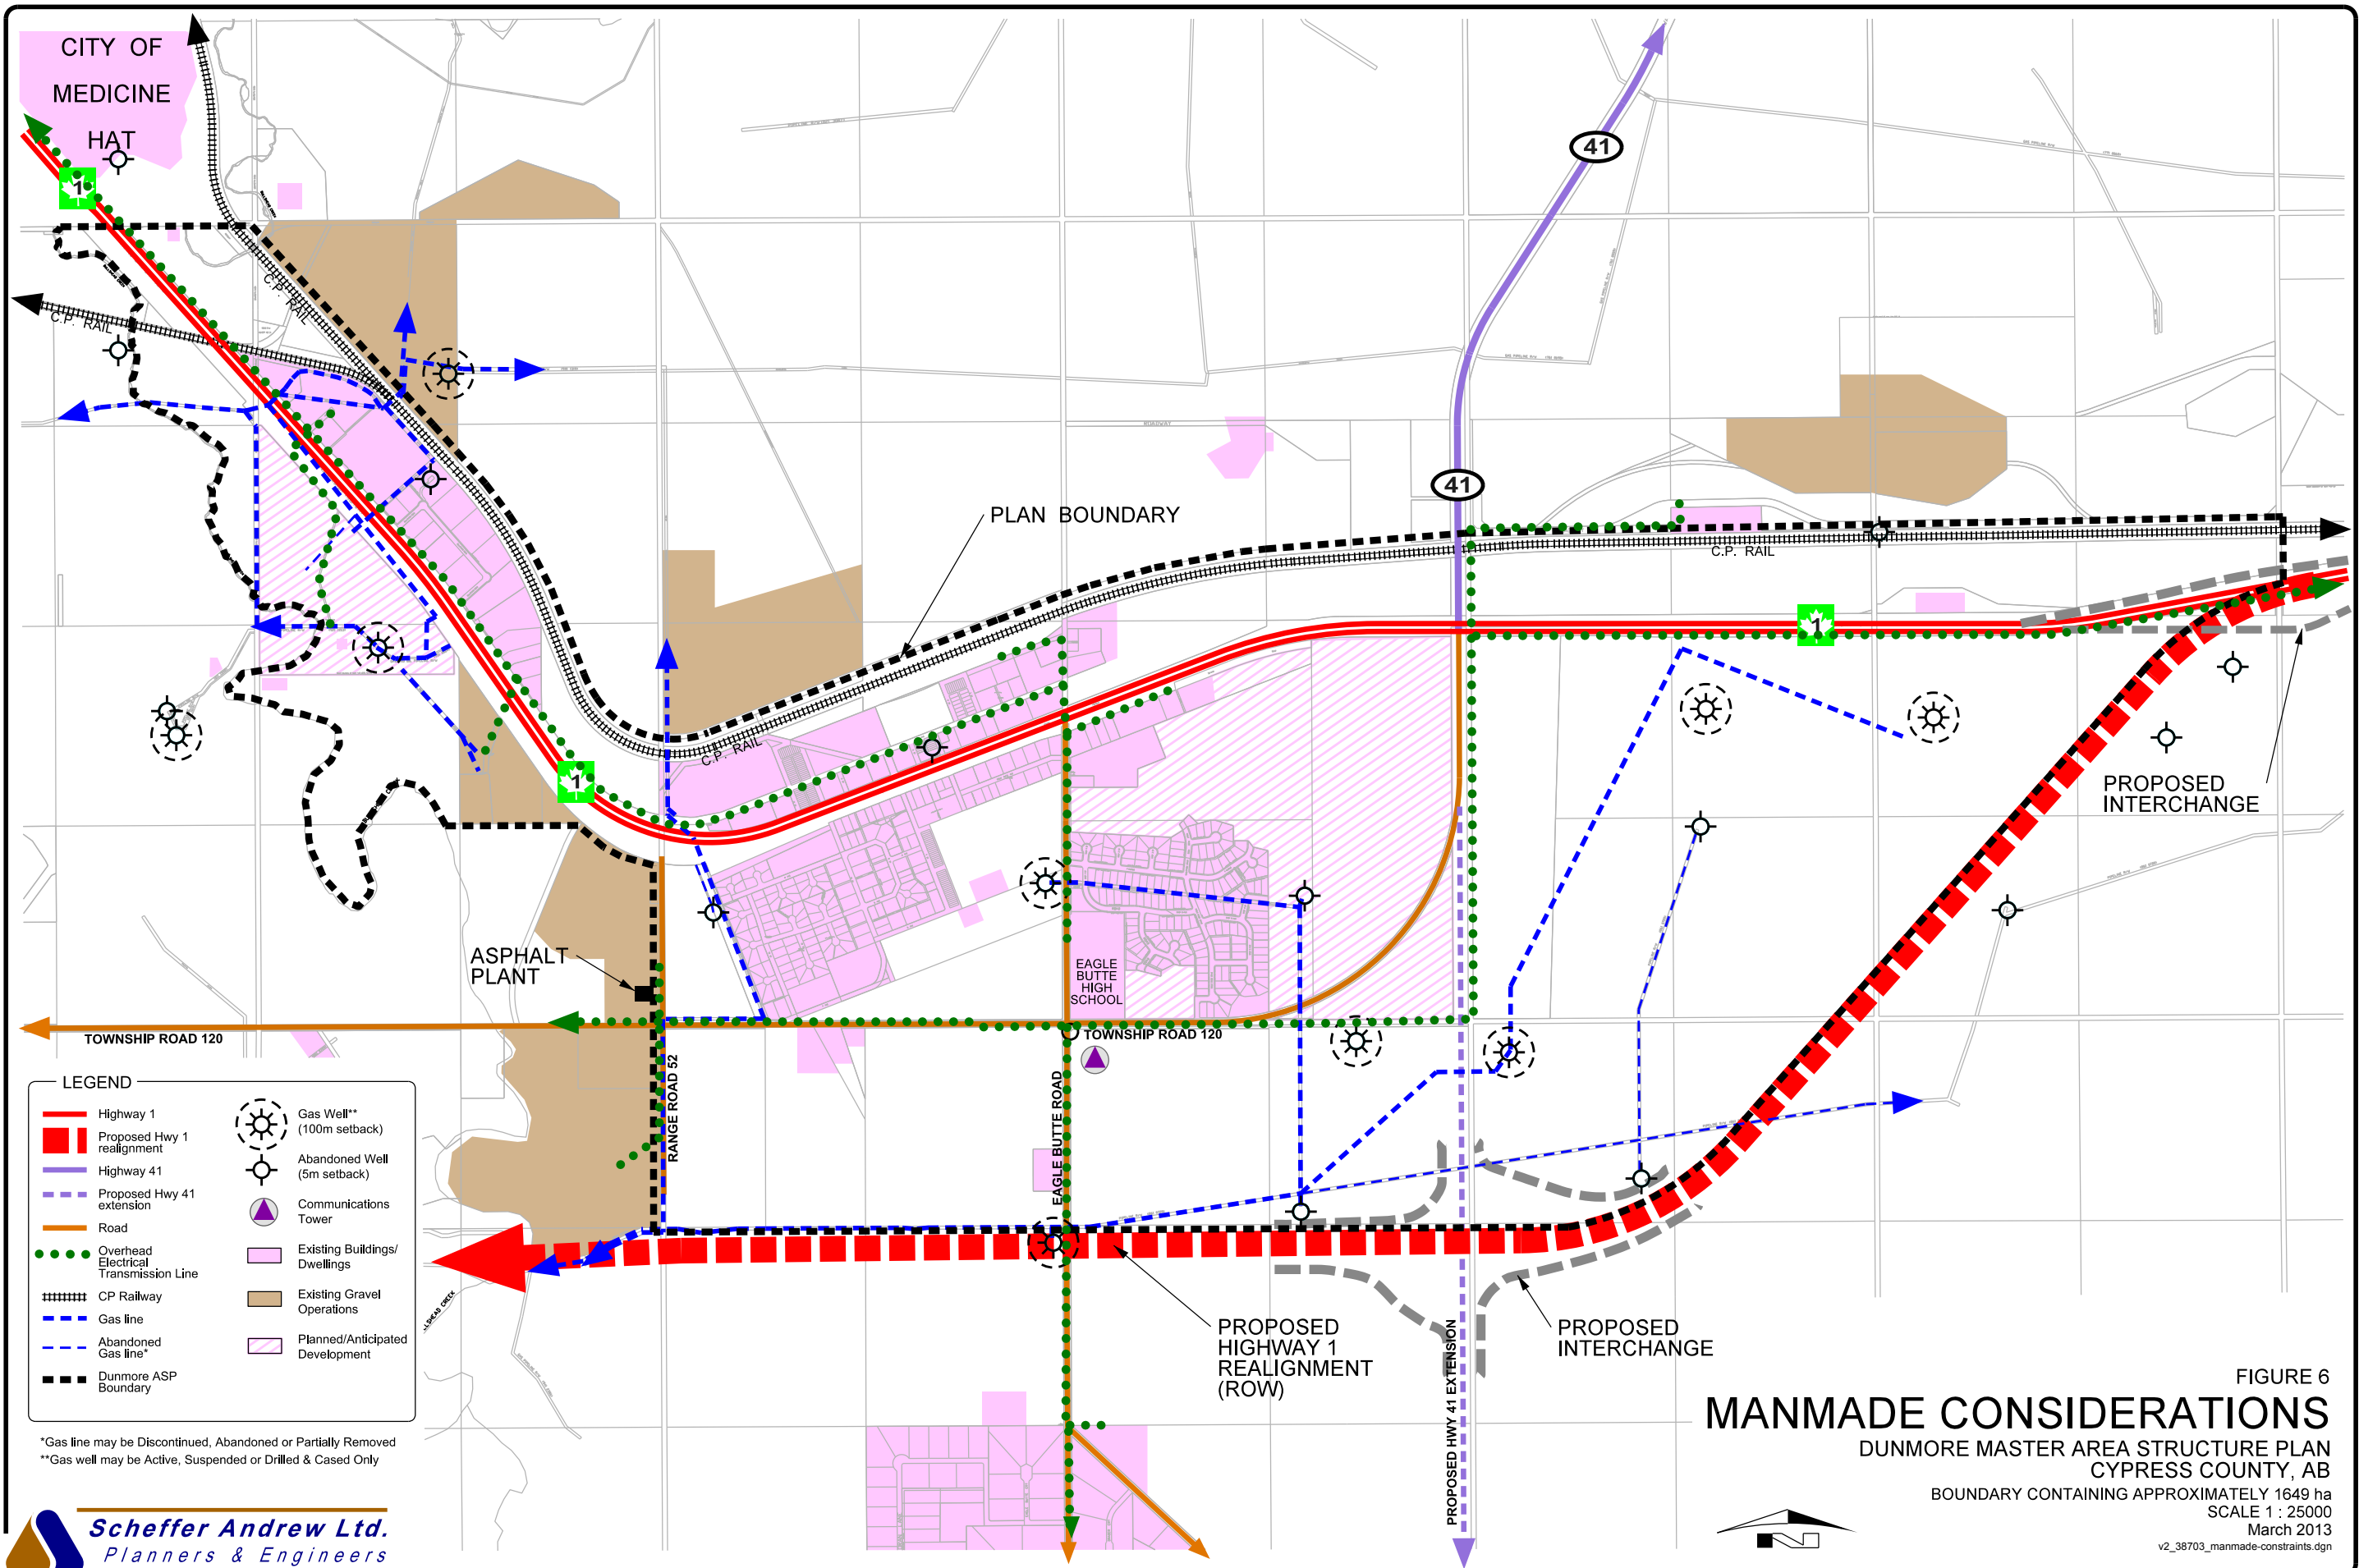 CITY OF
MEDICINE
HAT
1
41
C.P. RAIL
C.P. RAIL
ROADWAY
41
PLAN BOUNDARY
C.P. RAIL
1
C.P. RAIL
1
PROPOSED
INTERCHANGE
ASPHALT
PLANT
EAGLE
BUTTE
HIGH
SCHOOL
TOWNSHIP ROAD 120
TOWNSHIP ROAD 120
RANGE ROAD 52
EAGLE BUTTE ROAD
PROPOSED
HIGHWAY 1
REALIGNMENT
(ROW)
PROPOSED HWY 41 EXTENSION
PROPOSED
INTERCHANGE
LEGEND
Highway 1
Proposed Hwy 1
realignment
Highway 41
Proposed Hwy 41
extension
Road
Overhead
Electrical
Transmission Line
CP Railway
Gas line
Abandoned
Gas line*
Dunmore ASP
Boundary
Gas Well**
(100m setback)
Abandoned Well
(5m setback)
Communications
Tower
Existing Buildings/
Dwellings
Existing Gravel
Operations
Planned/Anticipated
Development
*Gas line may be Discontinued, Abandoned or Partially Removed
**Gas well may be Active, Suspended or Drilled & Cased Only
Scheffer Andrew Ltd.
Planners & Engineers
FIGURE 6
MANMADE CONSIDERATIONS
DUNMORE MASTER AREA STRUCTURE PLAN
CYPRESS COUNTY, AB
BOUNDARY CONTAINING APPROXIMATELY 1649 ha
SCALE 1 : 25000
March 2013
v2_38703_manmade-constraints.dgn
N